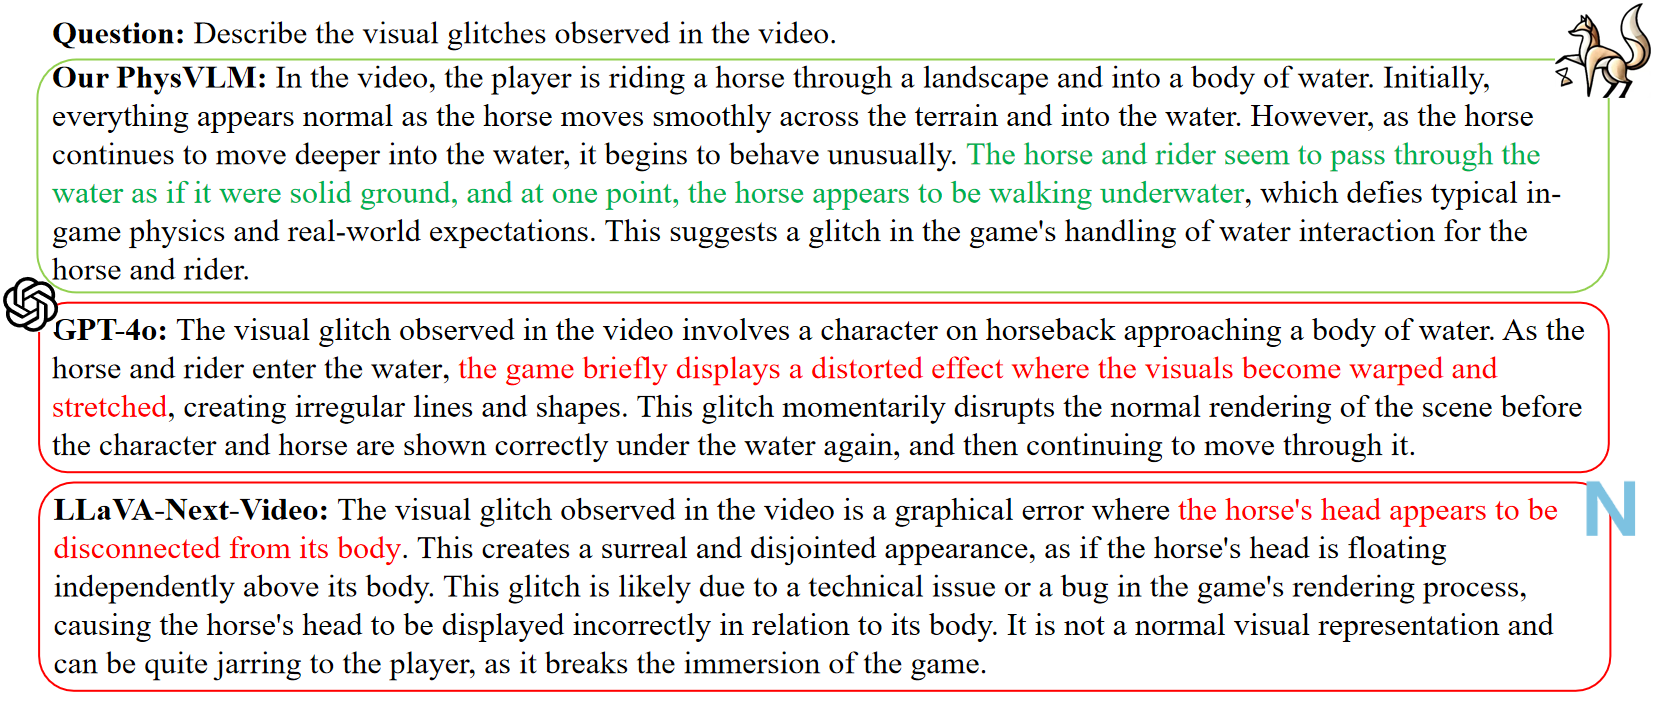 Question: Describe the visual glitches observed in the video.
Our PhysVLM: In the video, the player is riding a horse through a landscape and into a body of water. Initially,
everything appears normal as the horse moves smoothly across the terrain and into the water. However, as the horse
continues to move deeper into the water, it begins to behave unusually. The horse and rider seem to pass through the
water as if it were solid ground, and at one point, the horse appears to be walking underwater, which defies typical in-
game physics and real-world expectations. This suggests a glitch in the game's handling of water interaction for the
horse and rider.
GPT-4o: The visual glitch observed in the video involves a character on horseback approaching a body of water. As the
horse and rider enter the water, the game briefly displays a distorted effect where the visuals become warped and
stretched, creating irregular lines and shapes. This glitch momentarily disrupts the normal rendering of the scene before
the character and horse are shown correctly under the water again, and then continuing to move through it.
N
LLaVA-Next-Video: The visual glitch observed in the video is a graphical error where the horse's head appears to be
disconnected from its body. This creates a surreal and disjointed appearance, as if the horse's head is floating
independently above its body. This glitch is likely due to a technical issue or a bug in the game's rendering process,
causing the horse's head to be displayed incorrectly in relation to its body. It is not a normal visual representation and
can be quite jarring to the player, as it breaks the immersion of the game.